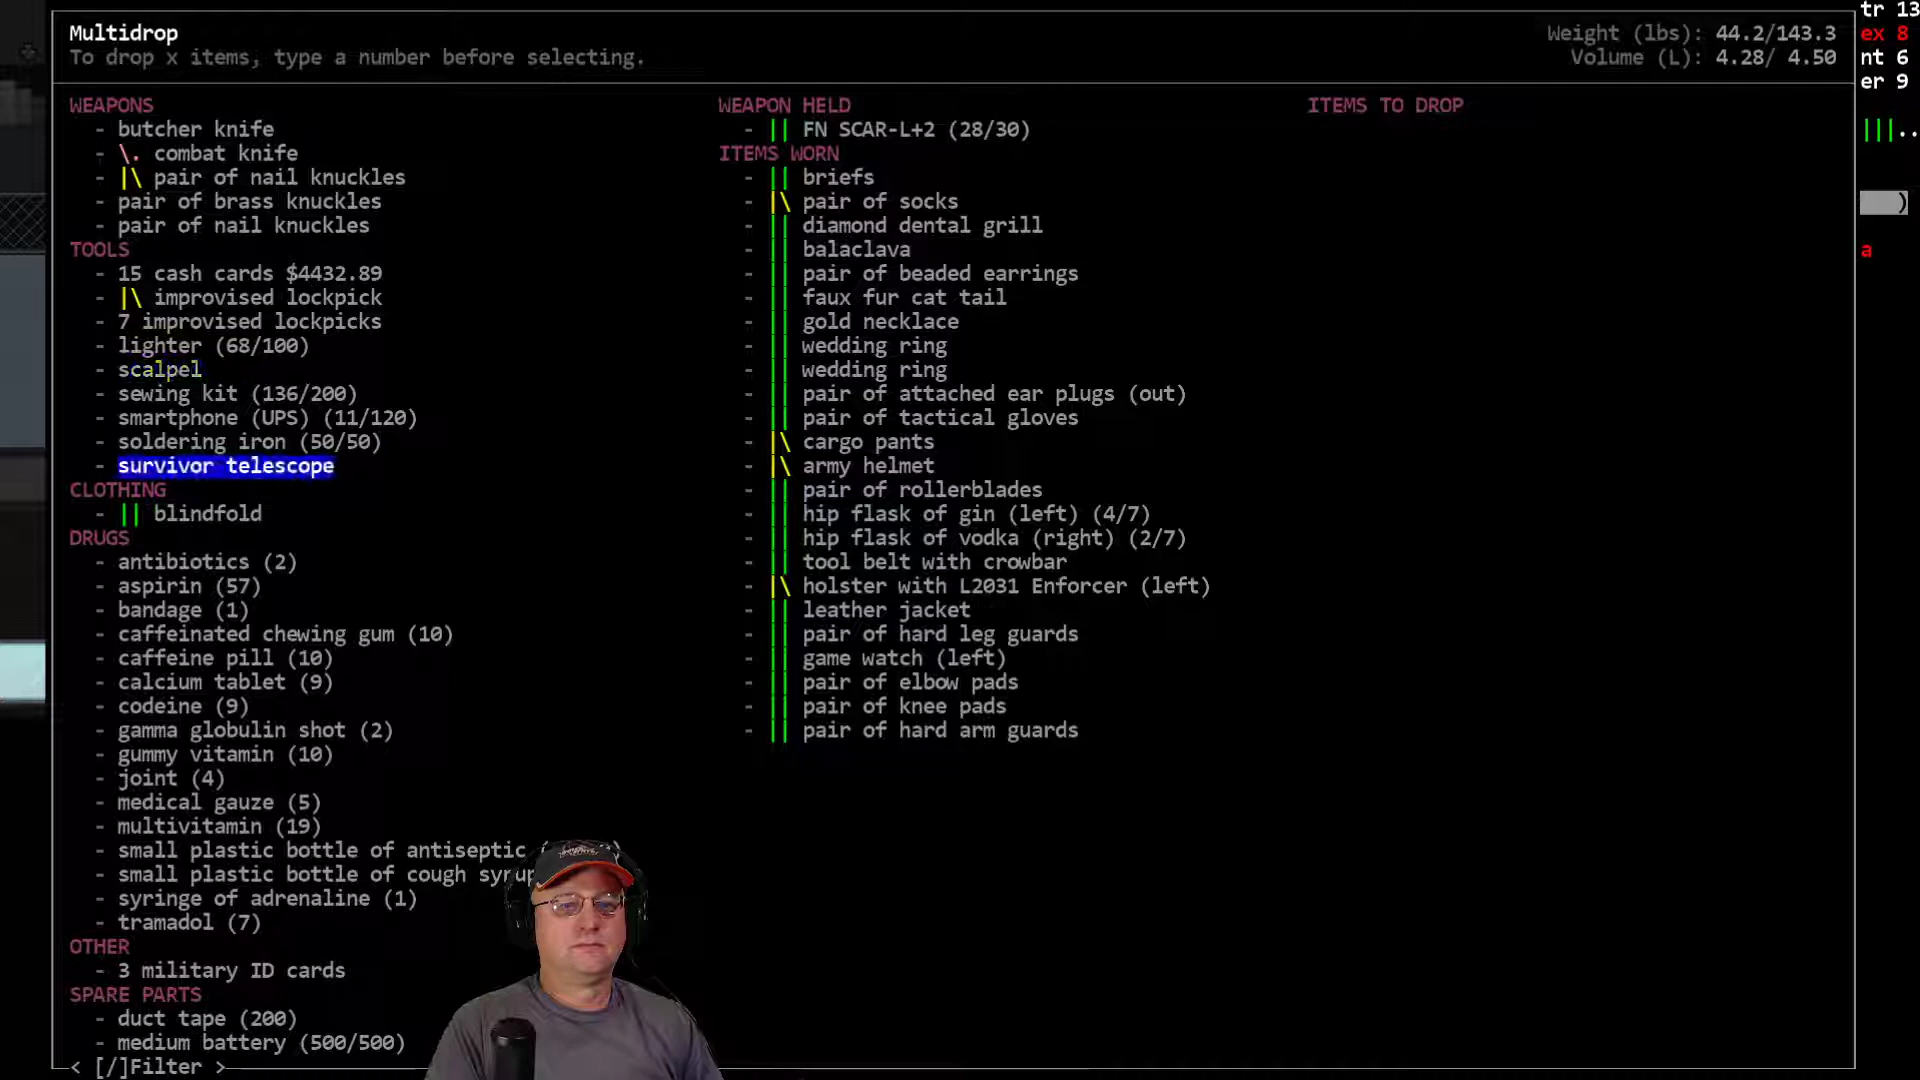 Multidrop
To drop x items, type a number before selecting.
Weight (lbs): 44.2/143.3
Volume (L): 4.28/ 4.50
WEAPONS
- butcher knife
- \. combat knife
- |\ pair of nail knuckles
- pair of brass knuckles
- pair of nail knuckles
TOOLS
- 15 cash cards $4432.89
- |\ improvised lockpick
- 7 improvised lockpicks
- lighter (68/100)
- scalpel
- sewing kit (136/200)
- smartphone (UPS) (11/120)
- soldering iron (50/50)
- survivor telescope
CLOTHING
- || blindfold
DRUGS
- antibiotics (2)
- aspirin (57)
- bandage (1)
- caffeinated chewing gum (10)
- caffeine pill (10)
- calcium tablet (9)
- codeine (9)
- gamma globulin shot (2)
- gummy vitamin (10)
- joint (4)
- medical gauze (5)
- multivitamin (19)
- small plastic bottle of antiseptic
- small plastic bottle of cough syrup
- syringe of adrenaline (1)
- tramadol (7)
OTHER
- 3 military ID cards
SPARE PARTS
- duct tape (200)
- medium battery (500/500)
< [/]Filter >
WEAPON HELD
- || FN SCAR-L+2 (28/30)
ITEMS WORN
- || briefs
- |\ pair of socks
- || diamond dental grill
- || balaclava
- || pair of beaded earrings
- || faux fur cat tail
- || gold necklace
- || wedding ring
- || wedding ring
- || pair of attached ear plugs (out)
- || pair of tactical gloves
- |\ cargo pants
- |\ army helmet
- || pair of rollerblades
- || hip flask of gin (left) (4/7)
- || hip flask of vodka (right) (2/7)
- || tool belt with crowbar
- |\ holster with L2031 Enforcer (left)
- || leather jacket
- || pair of hard leg guards
- || game watch (left)
- || pair of elbow pads
- || pair of knee pads
- || pair of hard arm guards
ITEMS TO DROP
tr 13
ex 8
nt 6
er 9
|||..
)
a